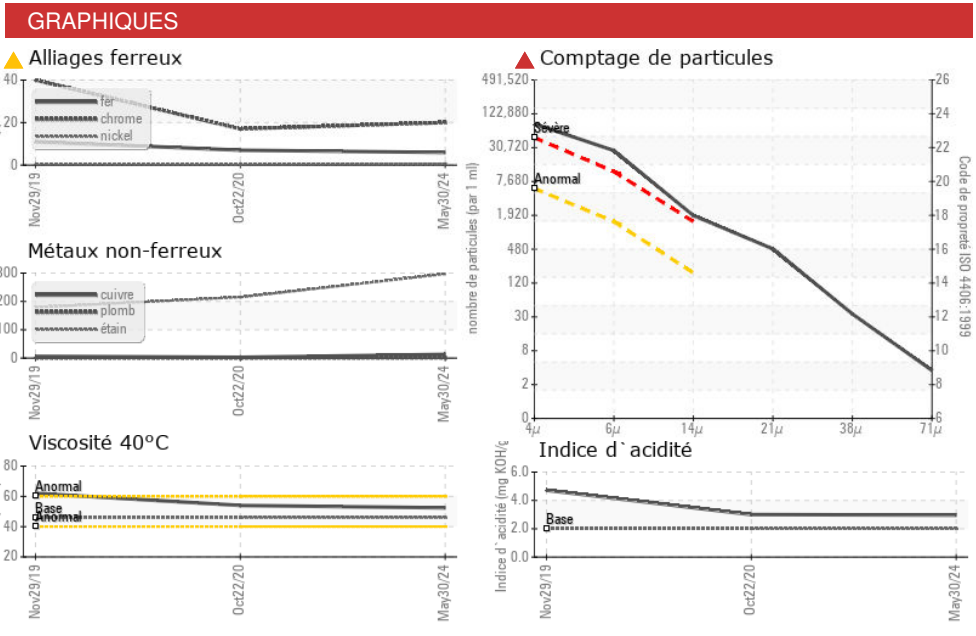 GRAPHIQUES
Alliages ferreux
40
20
0
fer
chrome
nickel
Nov29/19
Oct22/20
May30/24
Métaux non-ferreux
300
200
100
0
cuivre
plomb
étain
Nov29/19
Oct22/20
May30/24
Viscosité 40°C
80
60
40
20
Anormal
Base
Anormal
Nov29/19
Oct22/20
May30/24
Comptage de particules
nombre de particules (par 1 ml)
491,520
122,880
30,720
7,680
1,920
480
120
30
8
2
0
Sévère
Anormal
4µ
6µ
14µ
21µ
38µ
71µ
26
24
22
20
18
16
14
12
10
8
6
Code de propreté ISO 4406:1999
Indice d`acidité
Indice d`acidité (mg KOH/g
6.0
4.0
2.0
0.0
Base
Nov29/19
Oct22/20
May30/24